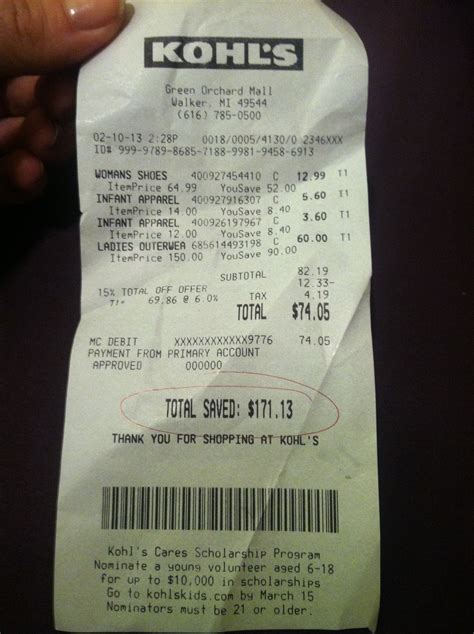 KOHL'S
Green Orchard Mall
Walker, MI 49544
(616) 785-0500
02-10-13 2:28P 0018/0005/4130/0 2346XXX
ID# 999-9789-8685-7188-9981-9458-6913
WOMANS SHOES 400927454410 C 12.99 T1
ItemPrice 64.99 YouSave 52.00
INFANT APPAREL 400927916307 C 5.60 T1
ItemPrice 14.00 YouSave 8.40
INFANT APPAREL 400926197967 C 3.60 T1
ItemPrice 12.00 YouSave 8.40
LADIES OUTERWEA 685614493198 C 60.00 T1
ItemPrice 150.00 YouSave 90.00
SUBTOTAL 82.19
15% TOTAL OFF OFFER 12.33-
T1* 69.86 @ 6.0% TAX 4.19
TOTAL $74.05
MC DEBIT XXXXXXXXXXXX9776 74.05
PAYMENT FROM PRIMARY ACCOUNT
APPROVED 000000
TOTAL SAVED: $171.13
THANK YOU FOR SHOPPING AT KOHL'S
Kohl's Cares Scholarship Program
Nominate a young volunteer aged 6-18
for up to $10,000 in scholarships
Go to kohlskids.com by March 15
Nominators must be 21 or older.